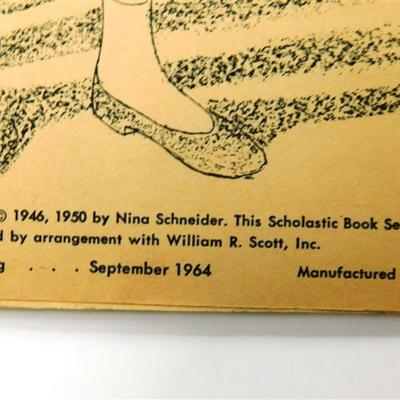 © 1946, 1950 by Nina Schneider. This Scholastic Book Se
d by arrangement with William R. Scott, Inc.
g . . . September 1964 Manufactured